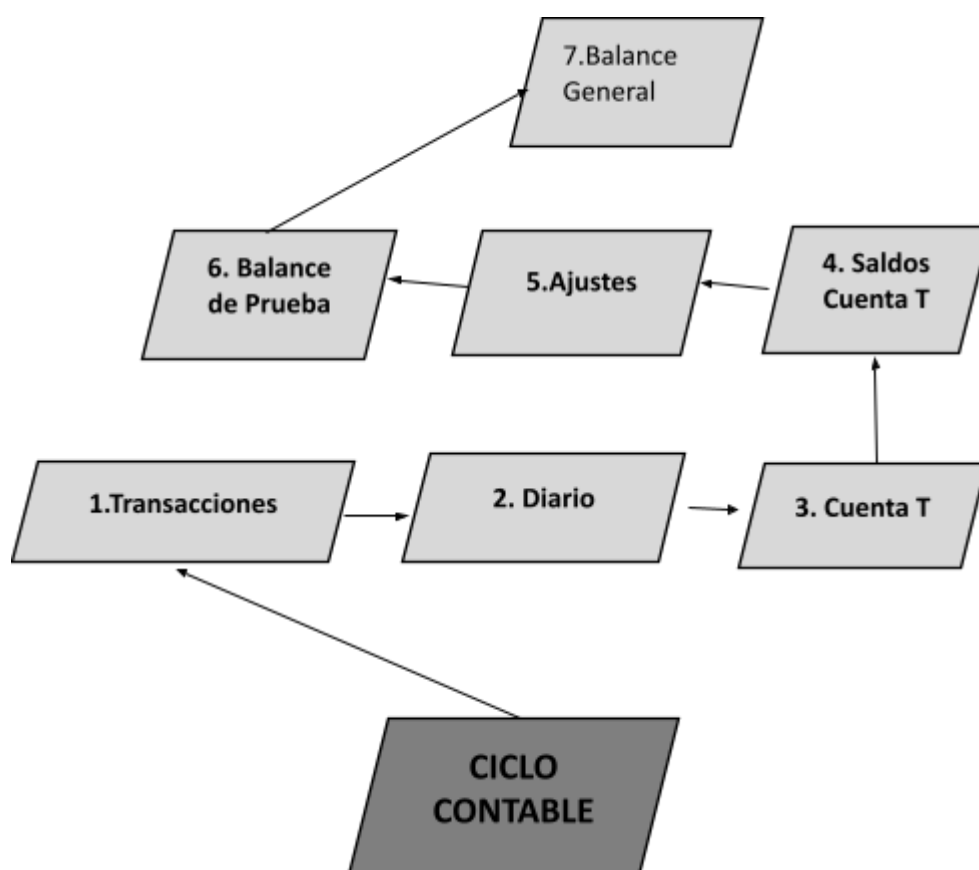 7.Balance
General
6. Balance
de Prueba
5.Ajustes
4. Saldos
Cuenta T
1.Transacciones
2. Diario
3. Cuenta T
CICLO
CONTABLE